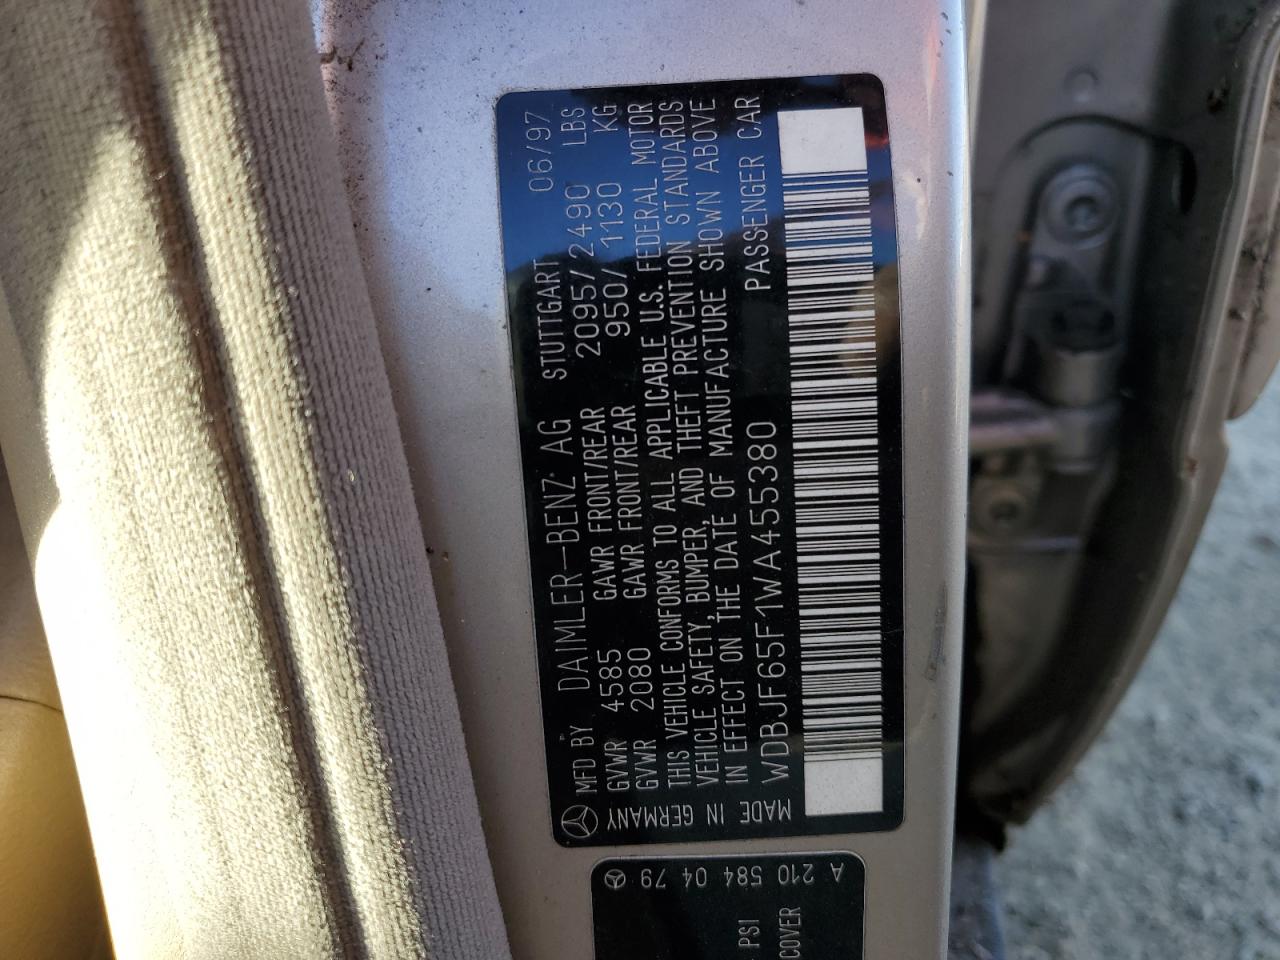 MFD BY DAIMLER-BENZ AG STUTTGART 06/97
GVWR 4585 GAWR FRONT/REAR 2095/2490 LBS
GVWR 2080 GAWR FRONT/REAR 950/1130 KG
THIS VEHICLE CONFORMS TO ALL APPLICABLE U.S. FEDERAL MOTOR
VEHICLE SAFETY, BUMPER, AND THEFT PREVENTION STANDARDS
IN EFFECT ON THE DATE OF MANUFACTURE SHOWN ABOVE
WDBJF65F1WA455380 PASSENGER CAR
MADE IN GERMANY
A 210 584 04 79
PSI
COVER